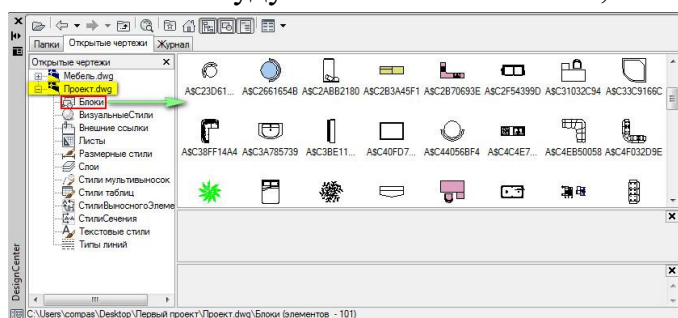 Папки Открытые чертежи Журнал
Открытые чертежи
Мебель.dwg
Проект.dwg
Блоки
ВизуальныеСтили
Внешние ссылки
Листы
Размерные стили
Слои
Стили мультивыносок
Стили таблиц
СтилиВыносногоЭлеме
СтилиСечения
Текстовые стили
Типы линий
A$C23D61... A$C2661654B A$C2ABB2180 A$C2B3A45F1 A$C2B70693E A$C2F54399D A$C31032C94 A$C33C9166C
A$C38FF14A4 A$C3A785739 A$C3BE11... A$C40FD7... A$C44056BF4 A$C4C4E7... A$C4EB50058 A$C4F032D9E
DesignCenter
C:\Users\compas\Desktop\Первый проект\Проект.dwg\Блоки (элементов - 101)